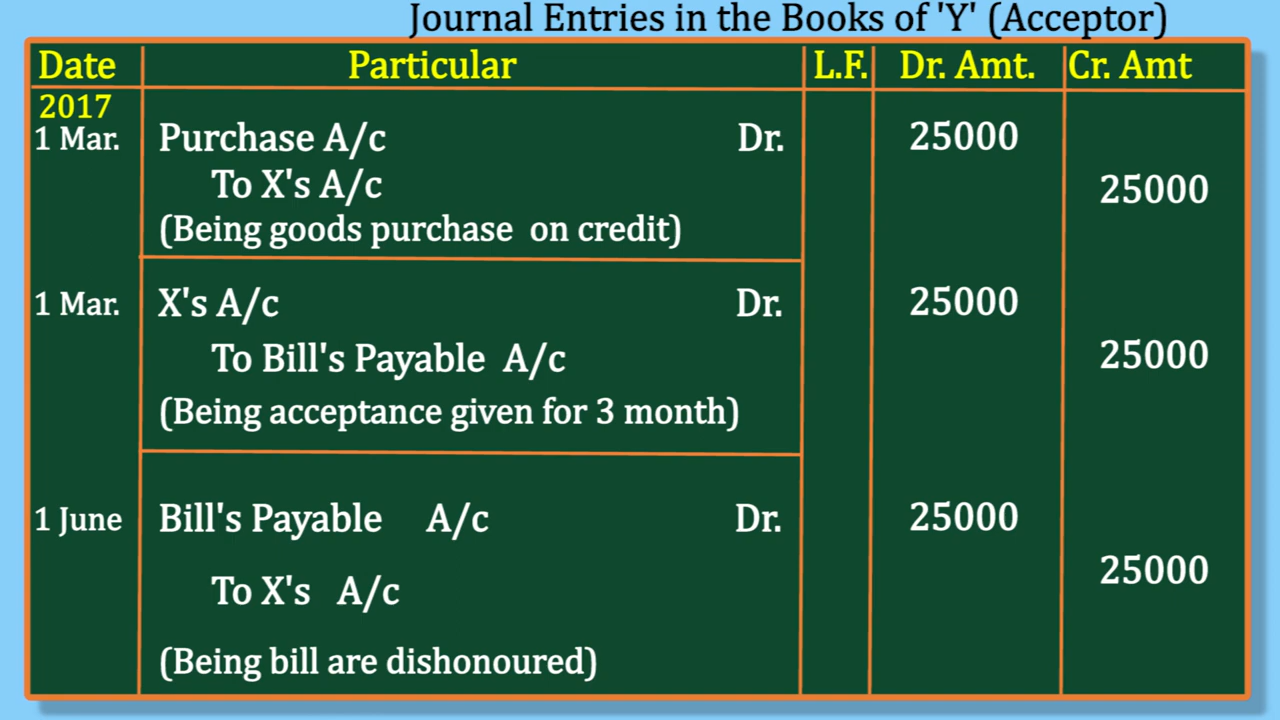 Journal Entries in the Books of 'Y' (Acceptor)
Date Particular L.F. Dr. Amt. Cr. Amt
2017
1 Mar. Purchase A/c Dr. 25000
To X's A/c 25000
(Being goods purchase on credit)
1 Mar. X's A/c Dr. 25000
To Bill's Payable A/c 25000
(Being acceptance given for 3 month)
1 June Bill's Payable A/c Dr. 25000
To X's A/c 25000
(Being bill are dishonoured)